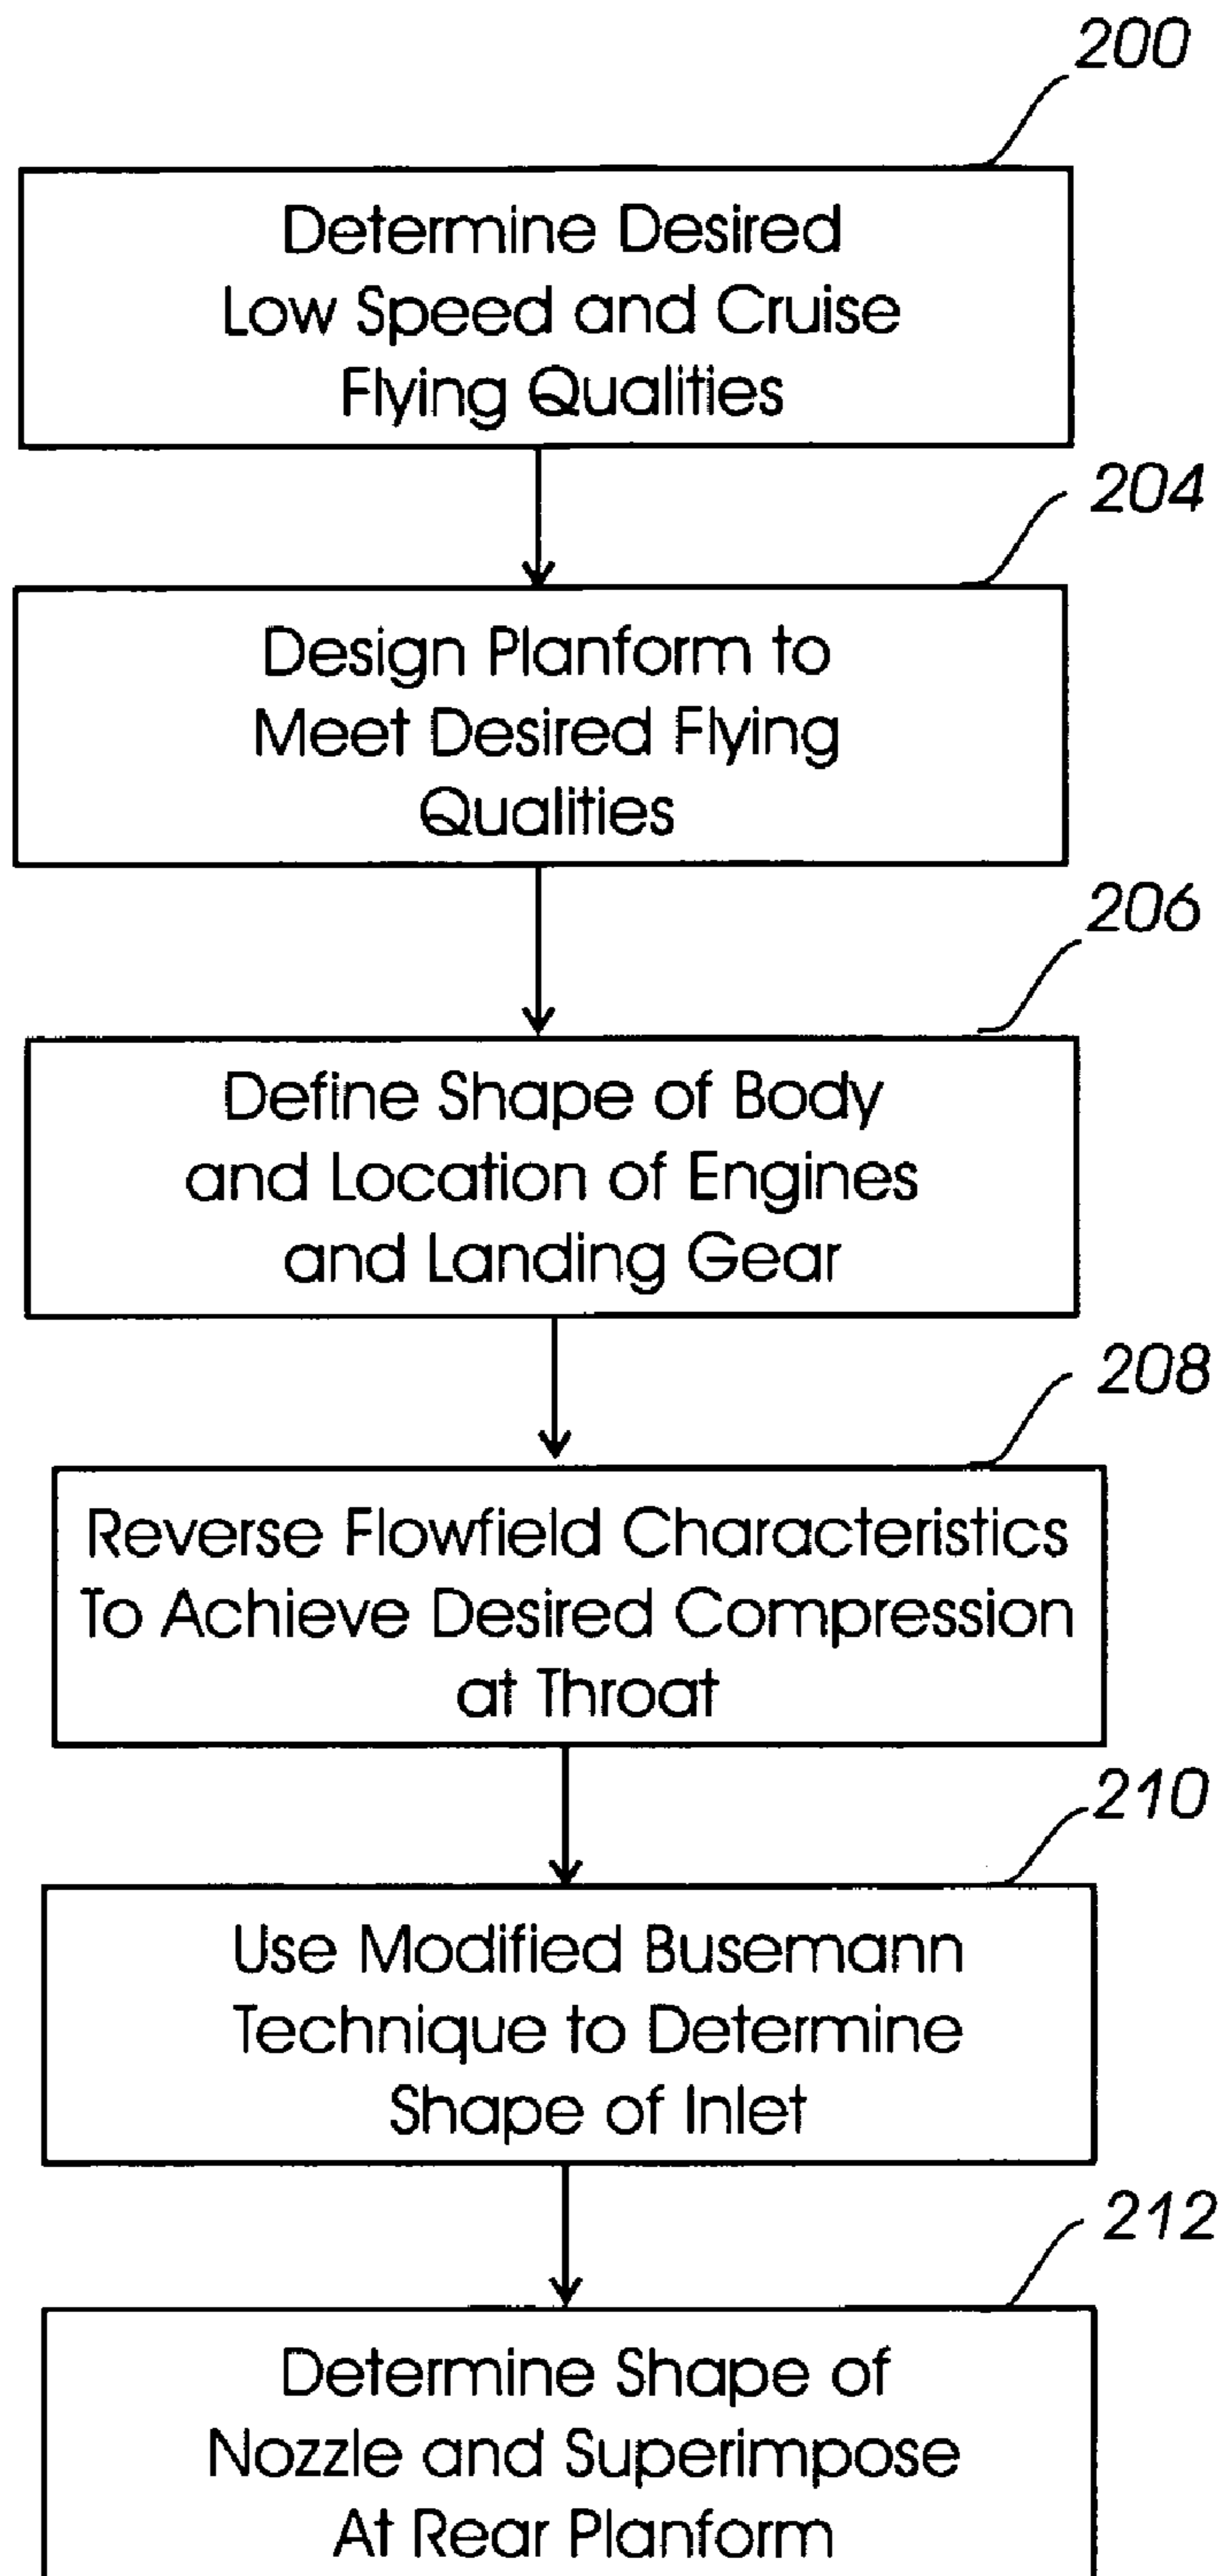 200
Determine Desired
Low Speed and Cruise
Flying Qualities
204
Design Planform to
Meet Desired Flying
Qualities
206
Define Shape of Body
and Location of Engines
and Landing Gear
208
Reverse Flowfield Characteristics
To Achieve Desired Compression
at Throat
210
Use Modified Busemann
Technique to Determine
Shape of Inlet
212
Determine Shape of
Nozzle and Superimpose
At Rear Planform